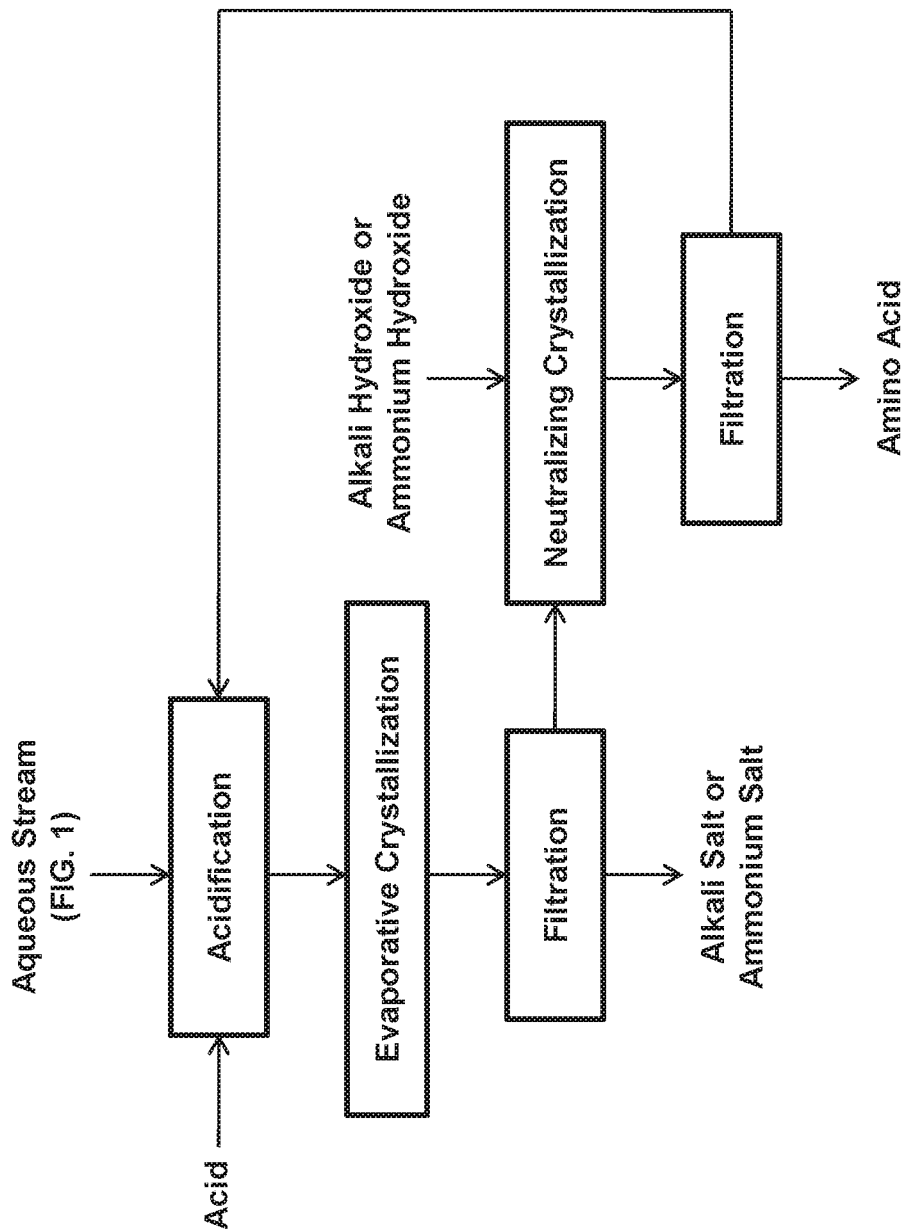 Aqueous Stream
(FIG. 1)
Acid
Acidification
Evaporative Crystallization
Filtration
Alkali Salt or
Ammonium Salt
Alkali Hydroxide or
Ammonium Hydroxide
Neutralizing Crystallization
Filtration
Amino Acid